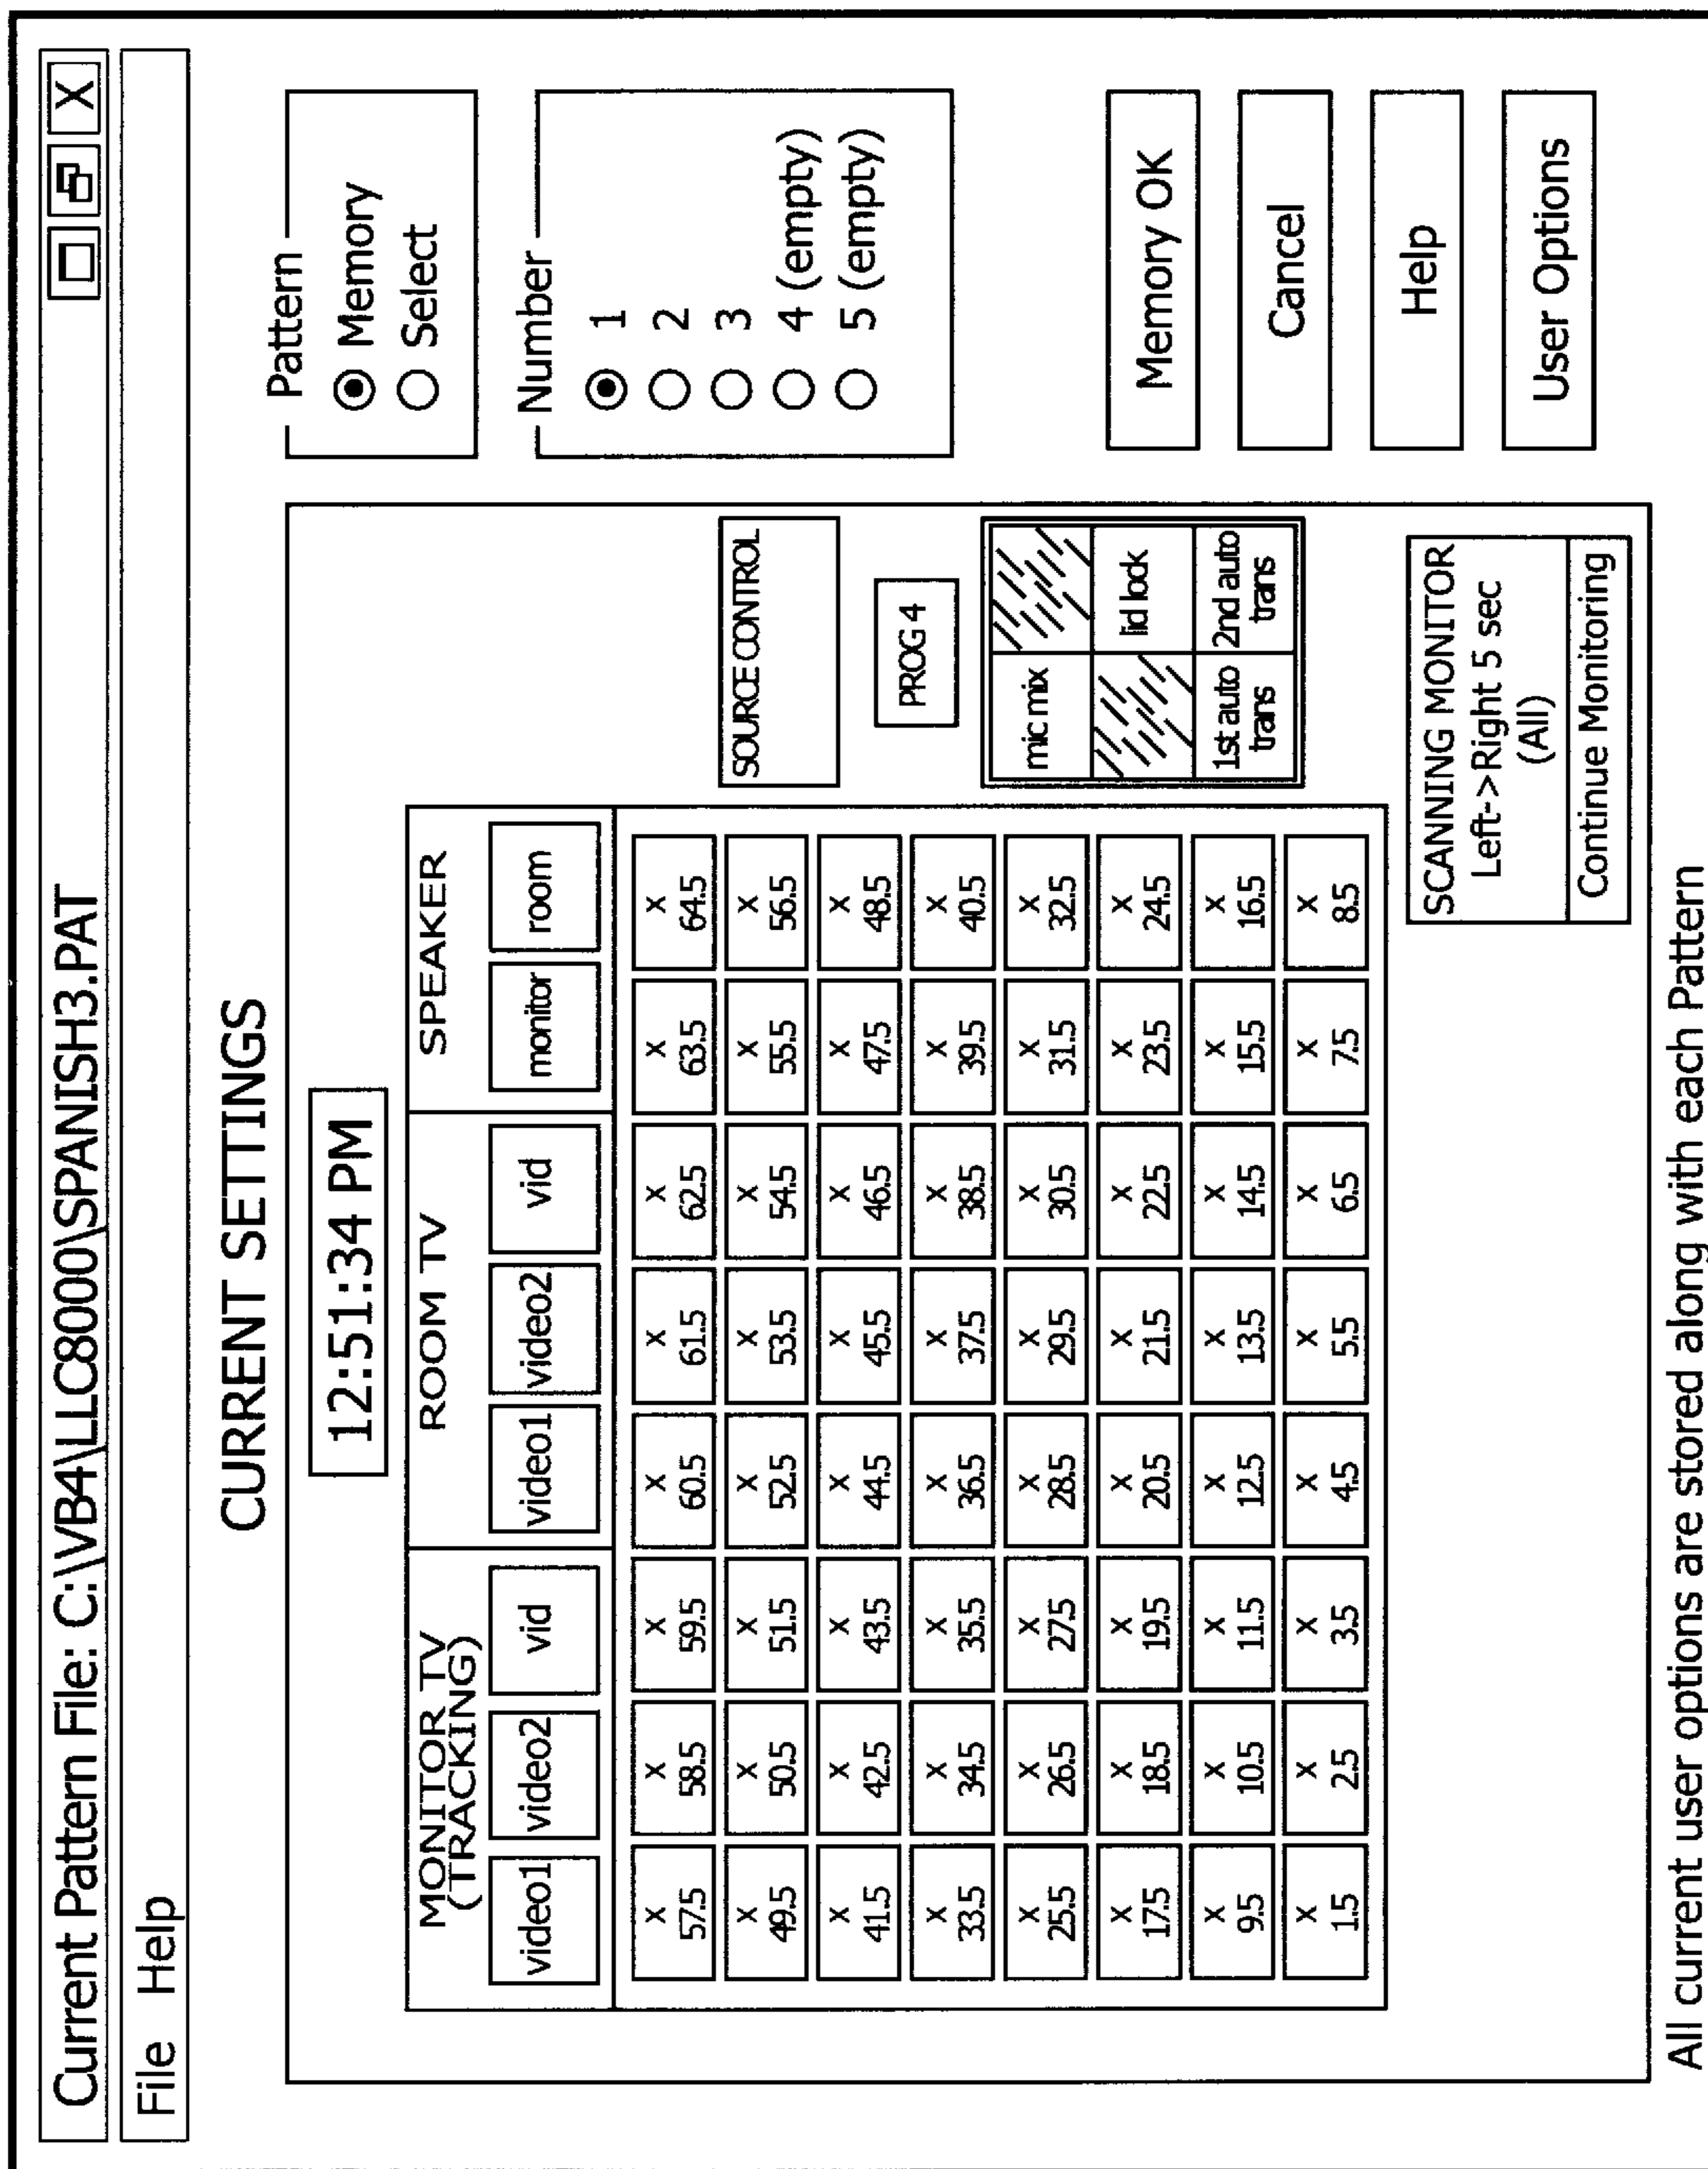 Current Pattern File: C:\VB4\LLC8000\SPANISH3.PAT
X
File Help
CURRENT SETTINGS
12:51:34 PM
MONITOR TV
(TRACKING)
ROOM TV
SPEAKER
video1 video2 vid video1 video2 vid monitor room
X X X X X X X X
57.5 58.5 59.5 60.5 61.5 62.5 63.5 64.5
X X X X X X X X
49.5 50.5 51.5 52.5 53.5 54.5 55.5 56.5
X X X X X X X X
41.5 42.5 43.5 44.5 45.5 46.5 47.5 48.5
X X X X X X X X
33.5 34.5 35.5 36.5 37.5 38.5 39.5 40.5
X X X X X X X X
25.5 26.5 27.5 28.5 29.5 30.5 31.5 32.5
X X X X X X X X
17.5 18.5 19.5 20.5 21.5 22.5 23.5 24.5
X X X X X X X X
9.5 10.5 11.5 12.5 13.5 14.5 15.5 16.5
X X X X X X X X
1.5 2.5 3.5 4.5 5.5 6.5 7.5 8.5
SOURCE CONTROL
PROG 4
mic mix
lid lock
1st auto 2nd auto
trans trans
SCANNING MONITOR
Left->Right 5 sec
(All)
Continue Monitoring
Pattern
Memory
Select
Number
1
2
3
4 (empty)
5 (empty)
Memory OK
Cancel
Help
User Options
All current user options are stored along with each Pattern